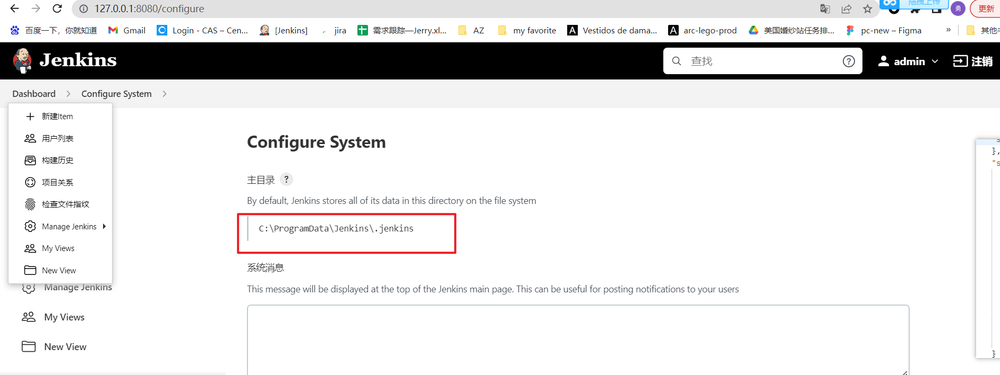 127.0.0.1:8080/configure
拖拽上传
勇
更新
百度一下，你就知道 Gmail Login - CAS – Cen... [Jenkins] jira 需求跟踪—Jerry.xl... AZ my favorite Vestidos de dama... arc-lego-prod 美国婚纱站任务排... pc-new – Figma » 其他
Jenkins
查找
admin
注销
Dashboard > Configure System >
新建Item
用户列表
构建历史
项目关系
检查文件指纹
Manage Jenkins
My Views
New View
Manage Jenkins
My Views
New View
Configure System
主目录 ?
By default, Jenkins stores all of its data in this directory on the file system
C:\ProgramData\Jenkins\.jenkins
系统消息
This message will be displayed at the top of the Jenkins main page. This can be useful for posting notifications to your users
},
"s
}